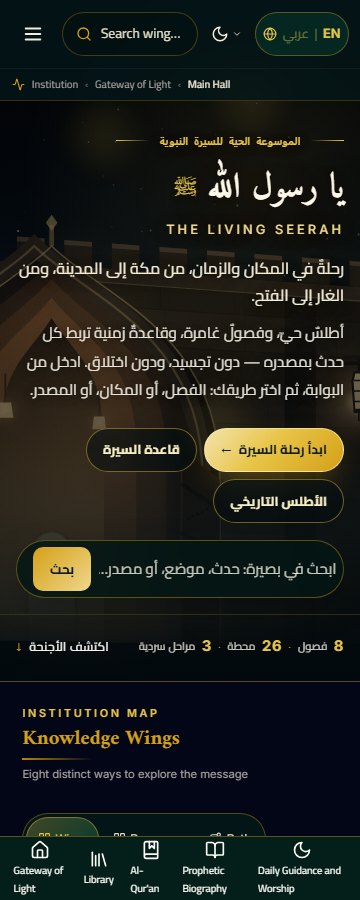 Search wing...
عربي | EN
Institution ‹ Gateway of Light ‹ Main Hall
الموسوعة الحية للسيرة النبوية
يا رسول الله ﷺ
THE LIVING SEERAH
رحلةٌ في المكان والزمان، من مكة إلى المدينة، ومن
الغار إلى الفتح.
أطلسٌ حيّ، وفصولٌ غامرة، وقاعدةٌ زمنية تربط كل
حدث بمصدره — دون تجسيد، ودون اختلاق. ادخل من
البوابة، ثم اختر طريقك: الفصل، أو المكان، أو المصدر.
ابدأ رحلة السيرة ←
قاعدة السيرة
الأطلس التاريخي
ابحث في بصيرة: حدث، موضع، أو مصدر...
بحث
8 فصول · 26 محطة · 3 مراحل سردية
اكتشف الأجنحة ↓
INSTITUTION MAP
Knowledge Wings
Eight distinct ways to explore the message
Gateway of
Light
Library
Al-
Qur'an
Prophetic
Biography
Daily Guidance and
Worship